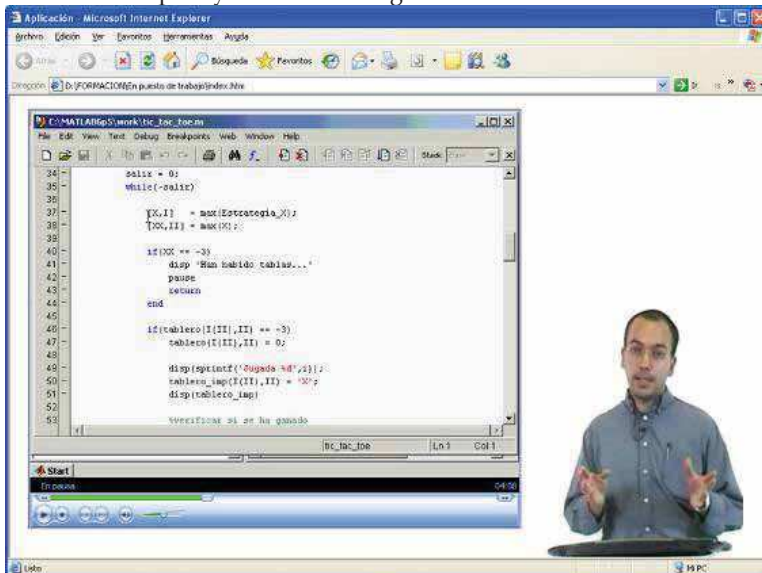 Aplicación - Microsoft Internet Explorer
Archivo Edición Ver Favoritos Herramientas Ayuda
Búsqueda Favoritos
Dirección D:\FORMACION\En puesto de trabajo\index.htm
C:\MATLAB6p5\work\tic_tac_toe.m
File Edit View Text Debug Breakpoints Web Window Help
Stack:
34 - salir = 0;
35 - while(~salir)
36
37 - [X,I] = max(Estrategia_X);
38 - [XX,II] = max(X);
39
40 - if(XX == -3)
41 - disp 'Han habido tablas...'
42 - pause
43 - return
44 - end
45
46 - if(tablero(I(II),II) == -3)
47 - tablero(I(II),II) = 0;
48
49 - disp(sprintf('Jugada %d',i));
50 - tablero_imp(I(II),II) = 'X';
51 - disp(tablero_imp)
52
53 %verificar si se ha ganado
tic_tac_toe Ln 1 Col 1
Start
En pausa 04:58
Listo Mi PC